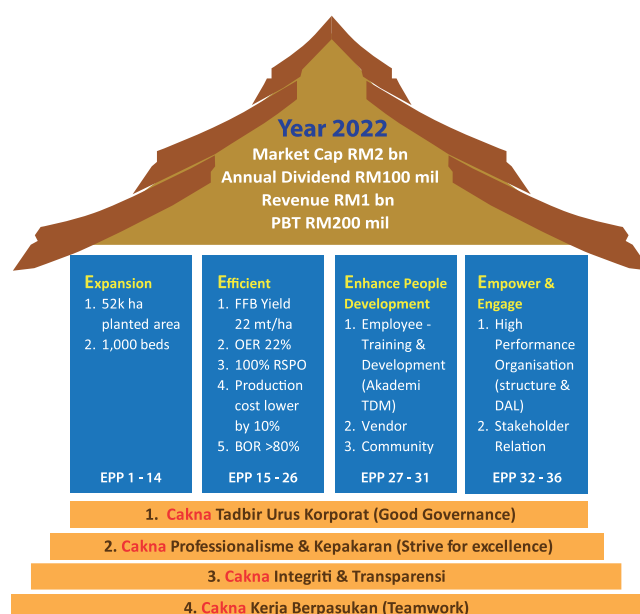 Year 2022
Market Cap RM2 bn
Annual Dividend RM100 mil
Revenue RM1 bn
PBT RM200 mil
Expansion
1. 52k ha
planted area
2. 1,000 beds
EPP 1 - 14
Efficient
1. FFB Yield
22 mt/ha
2. OER 22%
3. 100% RSPO
4. Production
cost lower
by 10%
5. BOR >80%
EPP 15 - 26
Enhance People
Development
1. Employee -
Training &
Development
(Akademi
TDM)
2. Vendor
3. Community
EPP 27 - 31
Empower &
Engage
1. High
Performance
Organisation
(structure &
DAL)
2. Stakeholder
Relation
EPP 32 - 36
1. Cakna Tadbir Urus Korporat (Good Governance)
2. Cakna Professionalisme & Kepakaran (Strive for excellence)
3. Cakna Integriti & Transparensi
4. Cakna Kerja Berpasukan (Teamwork)